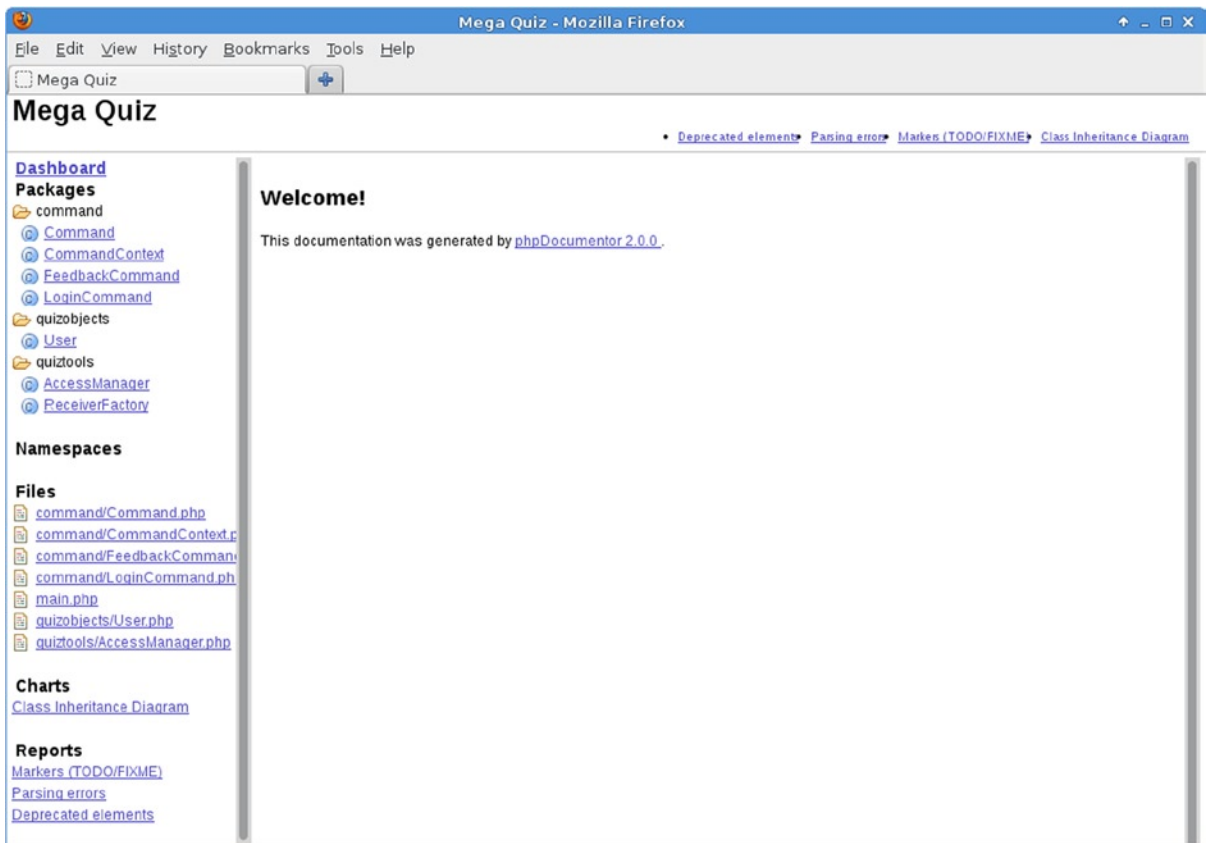 Mega Quiz - Mozilla Firefox
File Edit View History Bookmarks Tools Help
Mega Quiz
Mega Quiz
• Deprecated elements • Parsing errors • Markers (TODO/FIXME) • Class Inheritance Diagram
Dashboard
Packages
command
Command
CommandContext
FeedbackCommand
LoginCommand
quizobjects
User
quiztools
AccessManager
ReceiverFactory
Namespaces
Files
command/Command.php
command/CommandContext.p
command/FeedbackComman
command/LoginCommand.ph
main.php
quizobjects/User.php
quiztools/AccessManager.php
Charts
Class Inheritance Diagram
Reports
Markers (TODO/FIXME)
Parsing errors
Deprecated elements
Welcome!
This documentation was generated by phpDocumentor 2.0.0 .